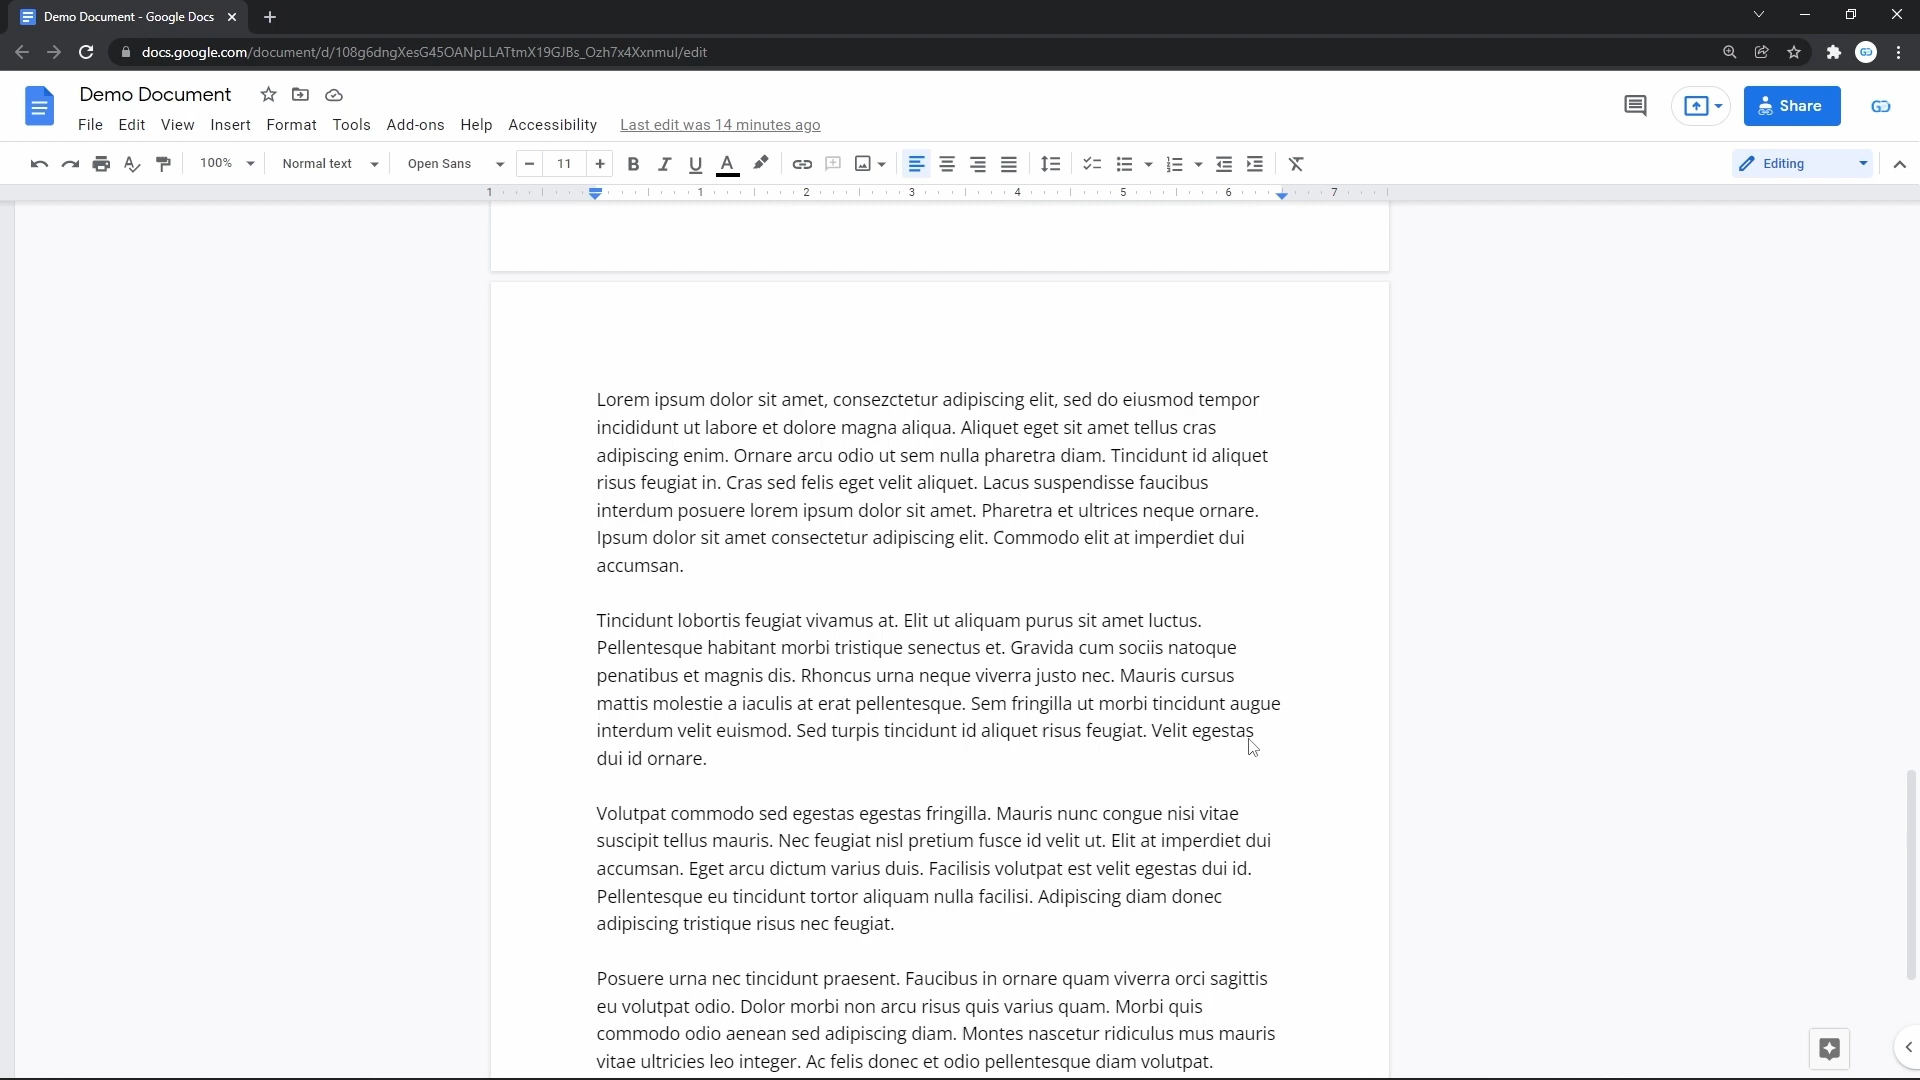 Demo Document - Google Docs
docs.google.com/document/d/108g6dngXesG45OANpLLATtmX19GJBs_Ozh7x4Xxnmul/edit
Demo Document
File Edit View Insert Format Tools Add-ons Help Accessibility Last edit was 14 minutes ago
Share
100% Normal text Open Sans 11 Editing
1 1 2 3 4 5 6 7
Lorem ipsum dolor sit amet, consezctetur adipiscing elit, sed do eiusmod tempor
incididunt ut labore et dolore magna aliqua. Aliquet eget sit amet tellus cras
adipiscing enim. Ornare arcu odio ut sem nulla pharetra diam. Tincidunt id aliquet
risus feugiat in. Cras sed felis eget velit aliquet. Lacus suspendisse faucibus
interdum posuere lorem ipsum dolor sit amet. Pharetra et ultrices neque ornare.
Ipsum dolor sit amet consectetur adipiscing elit. Commodo elit at imperdiet dui
accumsan.
Tincidunt lobortis feugiat vivamus at. Elit ut aliquam purus sit amet luctus.
Pellentesque habitant morbi tristique senectus et. Gravida cum sociis natoque
penatibus et magnis dis. Rhoncus urna neque viverra justo nec. Mauris cursus
mattis molestie a iaculis at erat pellentesque. Sem fringilla ut morbi tincidunt augue
interdum velit euismod. Sed turpis tincidunt id aliquet risus feugiat. Velit egestas
dui id ornare.
Volutpat commodo sed egestas egestas fringilla. Mauris nunc congue nisi vitae
suscipit tellus mauris. Nec feugiat nisl pretium fusce id velit ut. Elit at imperdiet dui
accumsan. Eget arcu dictum varius duis. Facilisis volutpat est velit egestas dui id.
Pellentesque eu tincidunt tortor aliquam nulla facilisi. Adipiscing diam donec
adipiscing tristique risus nec feugiat.
Posuere urna nec tincidunt praesent. Faucibus in ornare quam viverra orci sagittis
eu volutpat odio. Dolor morbi non arcu risus quis varius quam. Morbi quis
commodo odio aenean sed adipiscing diam. Montes nascetur ridiculus mus mauris
vitae ultricies leo integer. Ac felis donec et odio pellentesque diam volutpat.